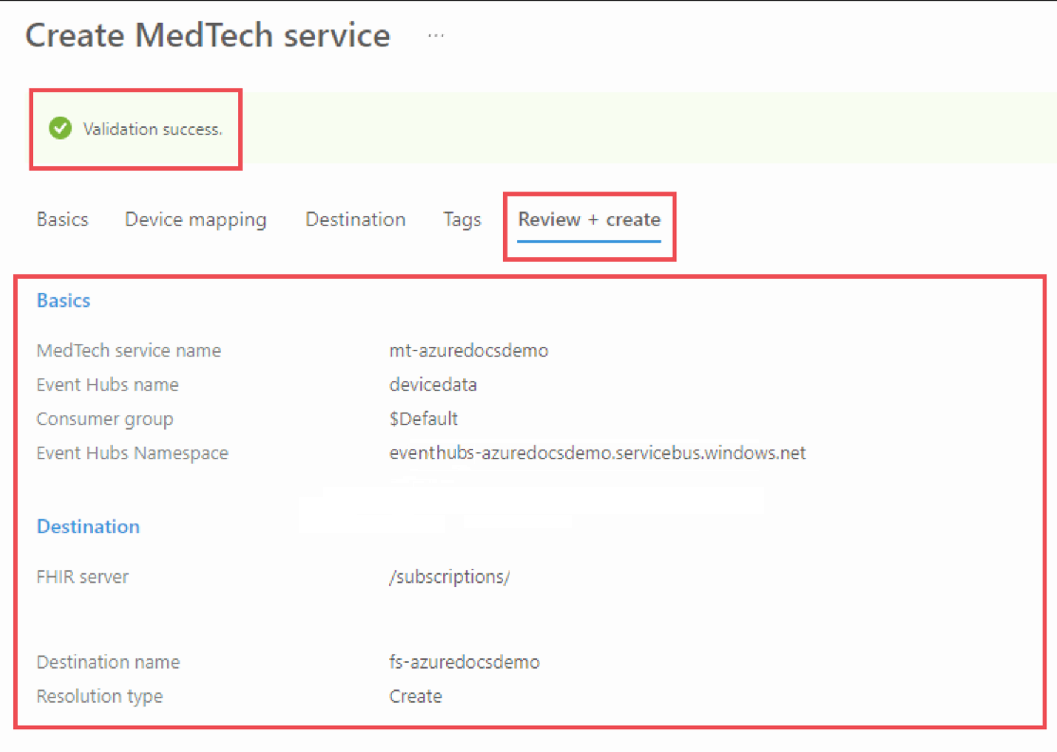 Create MedTech service ...
Validation success.
Basics Device mapping Destination Tags Review + create
Basics
MedTech service name mt-azuredocsdemo
Event Hubs name devicedata
Consumer group $Default
Event Hubs Namespace eventhubs-azuredocsdemo.servicebus.windows.net
Destination
FHIR server /subscriptions/
Destination name fs-azuredocsdemo
Resolution type Create